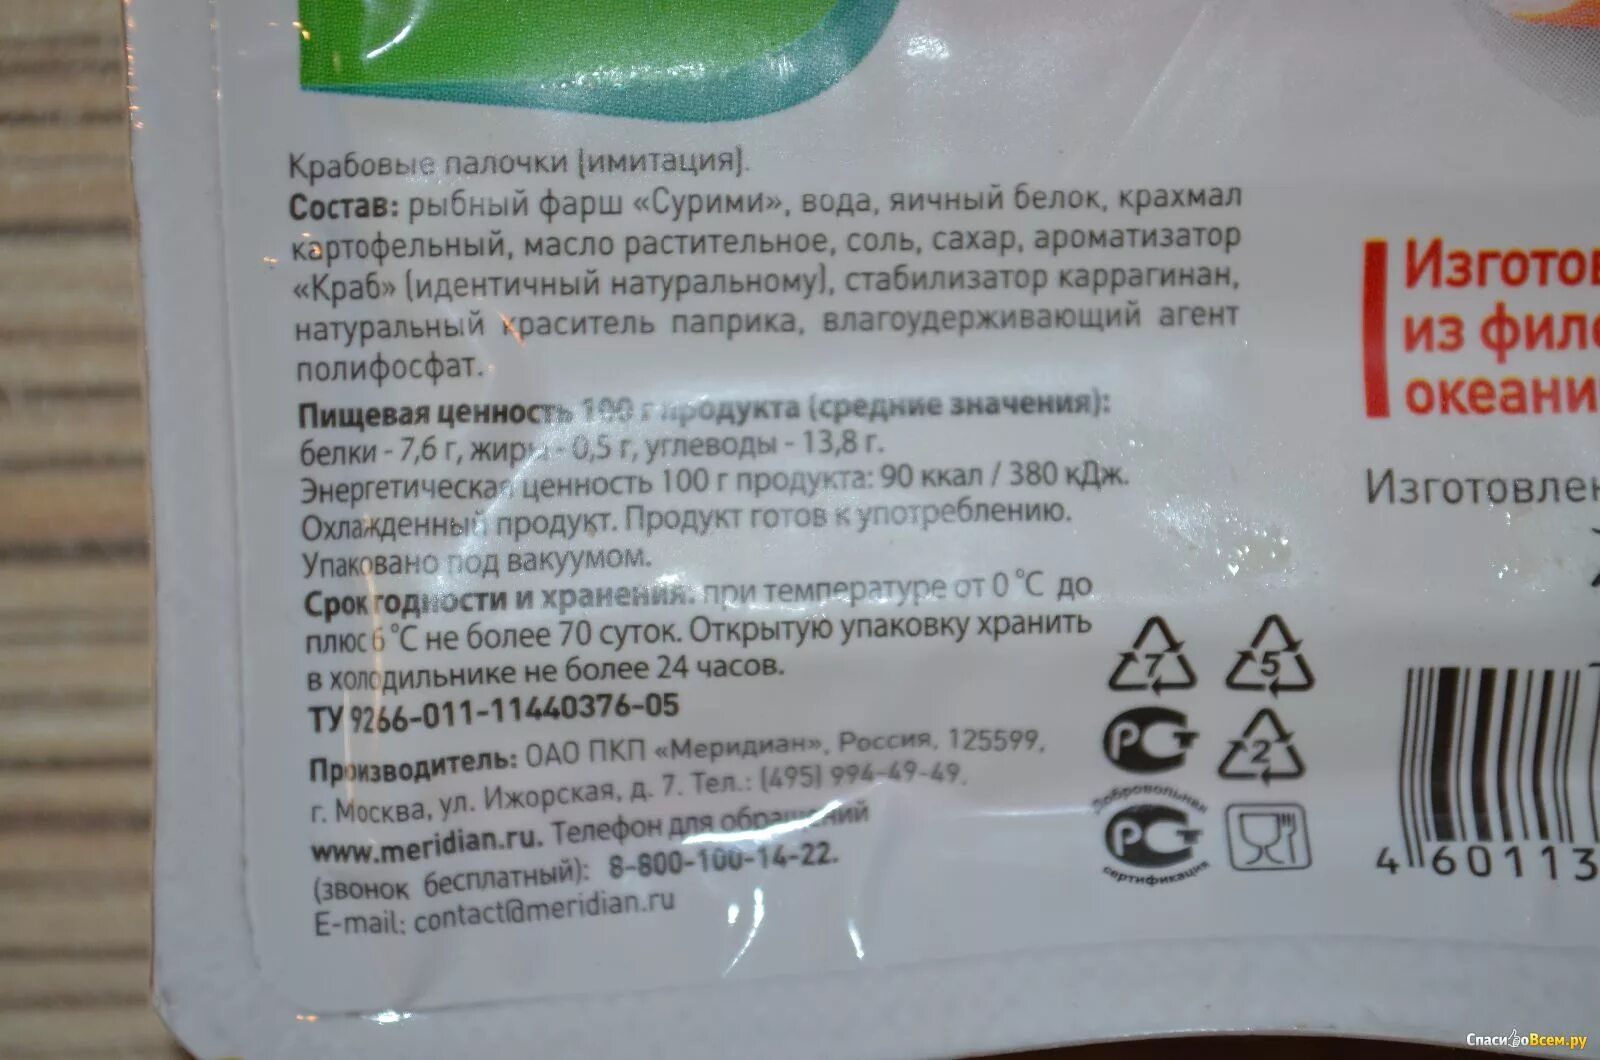 Крабовые палочки (имитация).
Состав: рыбный фарш «Сурими», вода, яичный белок, крахмал
картофельный, масло растительное, соль, сахар, ароматизатор
«Краб» (идентичный натуральному), стабилизатор каррагинан,
натуральный краситель паприка, влагоудерживающий агент
полифосфат.
Пищевая ценность 100 г продукта (средние значения):
белки - 7,6 г, жиры - 0,5 г, углеводы - 13,8 г.
Энергетическая ценность 100 г продукта: 90 ккал / 380 кДж.
Охлажденный продукт. Продукт готов к употреблению.
Упаковано под вакуумом.
Срок годности и хранения: при температуре от 0 °С до
плюс 6 °С не более 70 суток. Открытую упаковку хранить
в холодильнике не более 24 часов.
ТУ 9266-011-11440376-05
Производитель: ОАО ПКП «Меридиан», Россия, 125599,
г. Москва, ул. Ижорская, д. 7. Тел.: (495) 994-49-49.
www.meridian.ru. Телефон для обращений
(звонок бесплатный): 8-800-100-14-22.
E-mail: contact@meridian.ru
7
5
РСТ
2
Добровольная
РСТ
сертификация
Изготов
из филе
океани
Изготовлен
4 60113
СпасибоВсем.ру